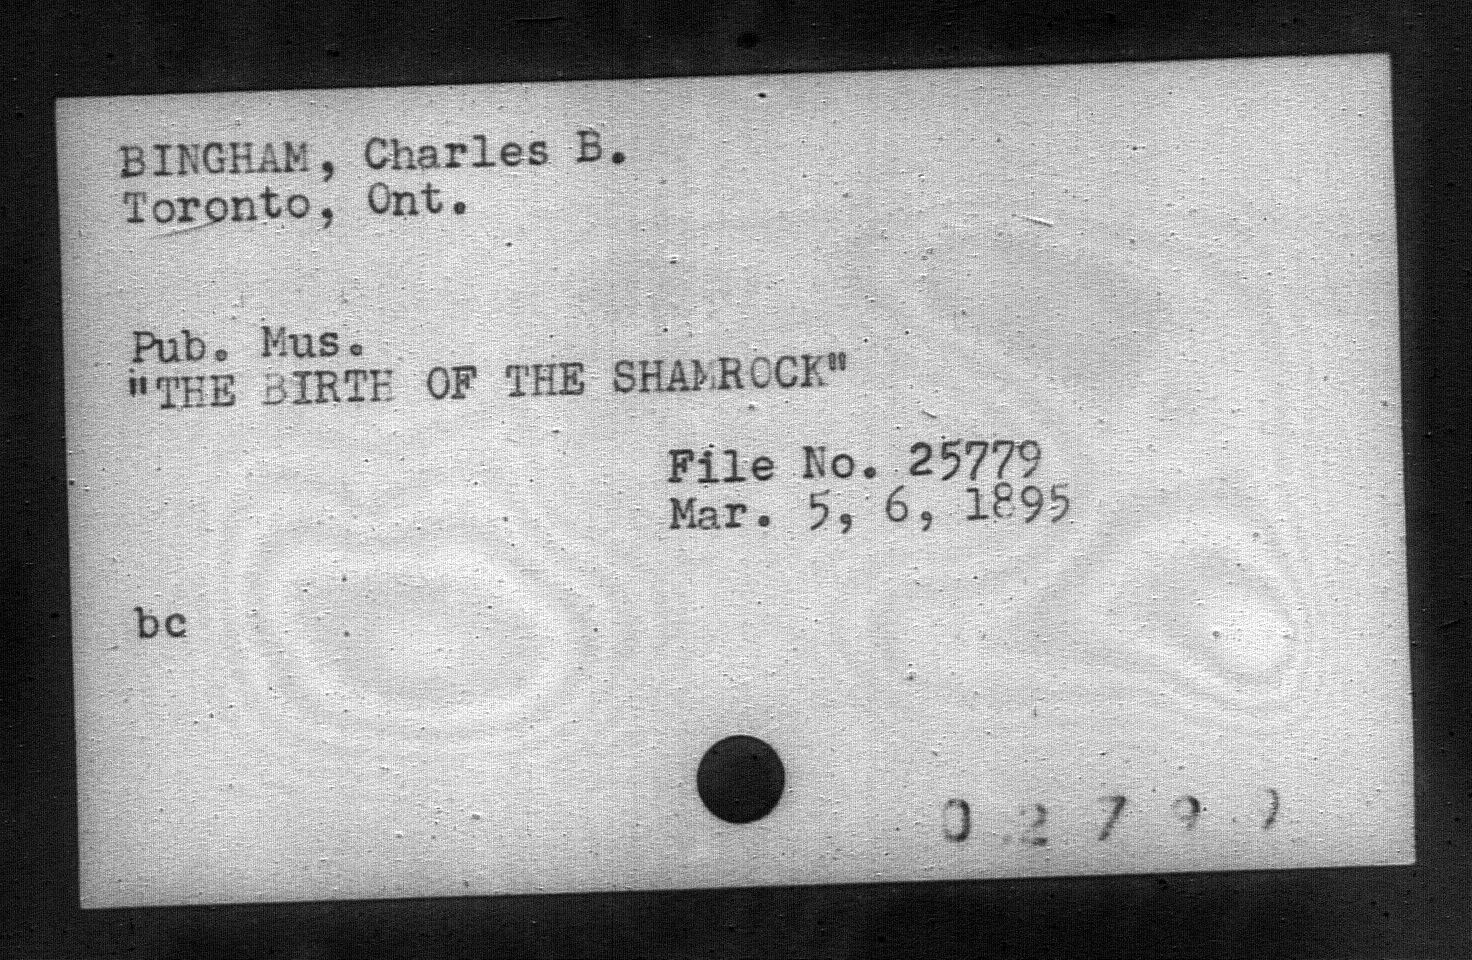 BINGHAM, Charles B.
Toronto, Ont.
Pub. Mus.
"THE BIRTH OF THE SHAMROCK"
File No. 25779
Mar. 5, 6, 1895
bc